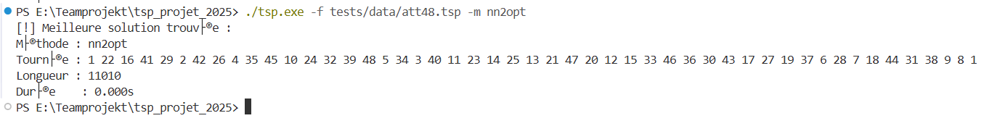 PS E:\Teamprojekt\tsp_projet_2025> ./tsp.exe -f tests/data/att48.tsp -m nn2opt
[!] Meilleure solution trouv├®e :
M├®thode : nn2opt
Tourn├®e : 1 22 16 41 29 2 42 26 4 35 45 10 24 32 39 48 5 34 3 40 11 23 14 25 13 21 47 20 12 15 33 46 36 30 43 17 27 19 37 6 28 7 18 44 31 38 9 8 1
Longueur : 11010
Dur├®e    : 0.000s
PS E:\Teamprojekt\tsp_projet_2025>